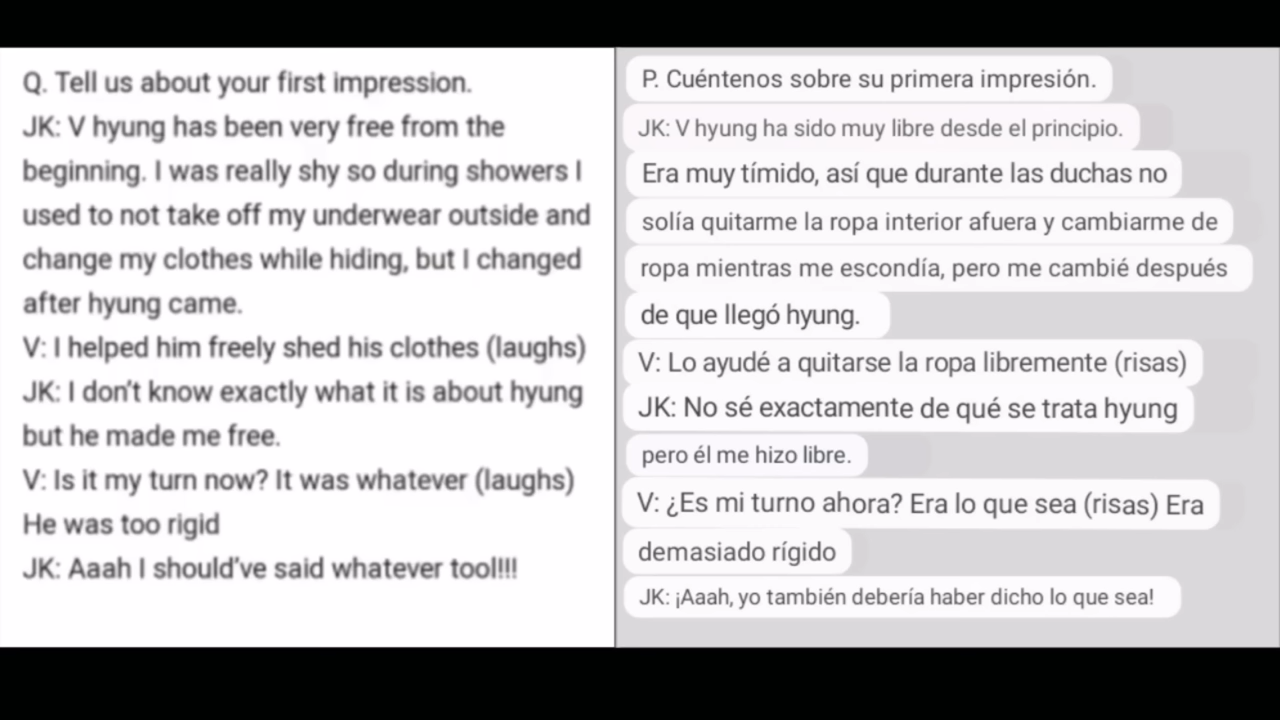 Q. Tell us about your first impression.
JK: V hyung has been very free from the
beginning. I was really shy so during showers I
used to not take off my underwear outside and
change my clothes while hiding, but I changed
after hyung came.
V: I helped him freely shed his clothes (laughs)
JK: I don't know exactly what it is about hyung
but he made me free.
V: Is it my turn now? It was whatever (laughs)
He was too rigid
JK: Aaah I should've said whatever too!!!!
P. Cuéntenos sobre su primera impresión.
JK: V hyung ha sido muy libre desde el principio.
Era muy tímido, así que durante las duchas no
solía quitarme la ropa interior afuera y cambiarme de
ropa mientras me escondía, pero me cambié después
de que llegó hyung.
V: Lo ayudé a quitarse la ropa libremente (risas)
JK: No sé exactamente de qué se trata hyung
pero él me hizo libre.
V: ¿Es mi turno ahora? Era lo que sea (risas) Era
demasiado rígido
JK: ¡Aaah, yo también debería haber dicho lo que sea!